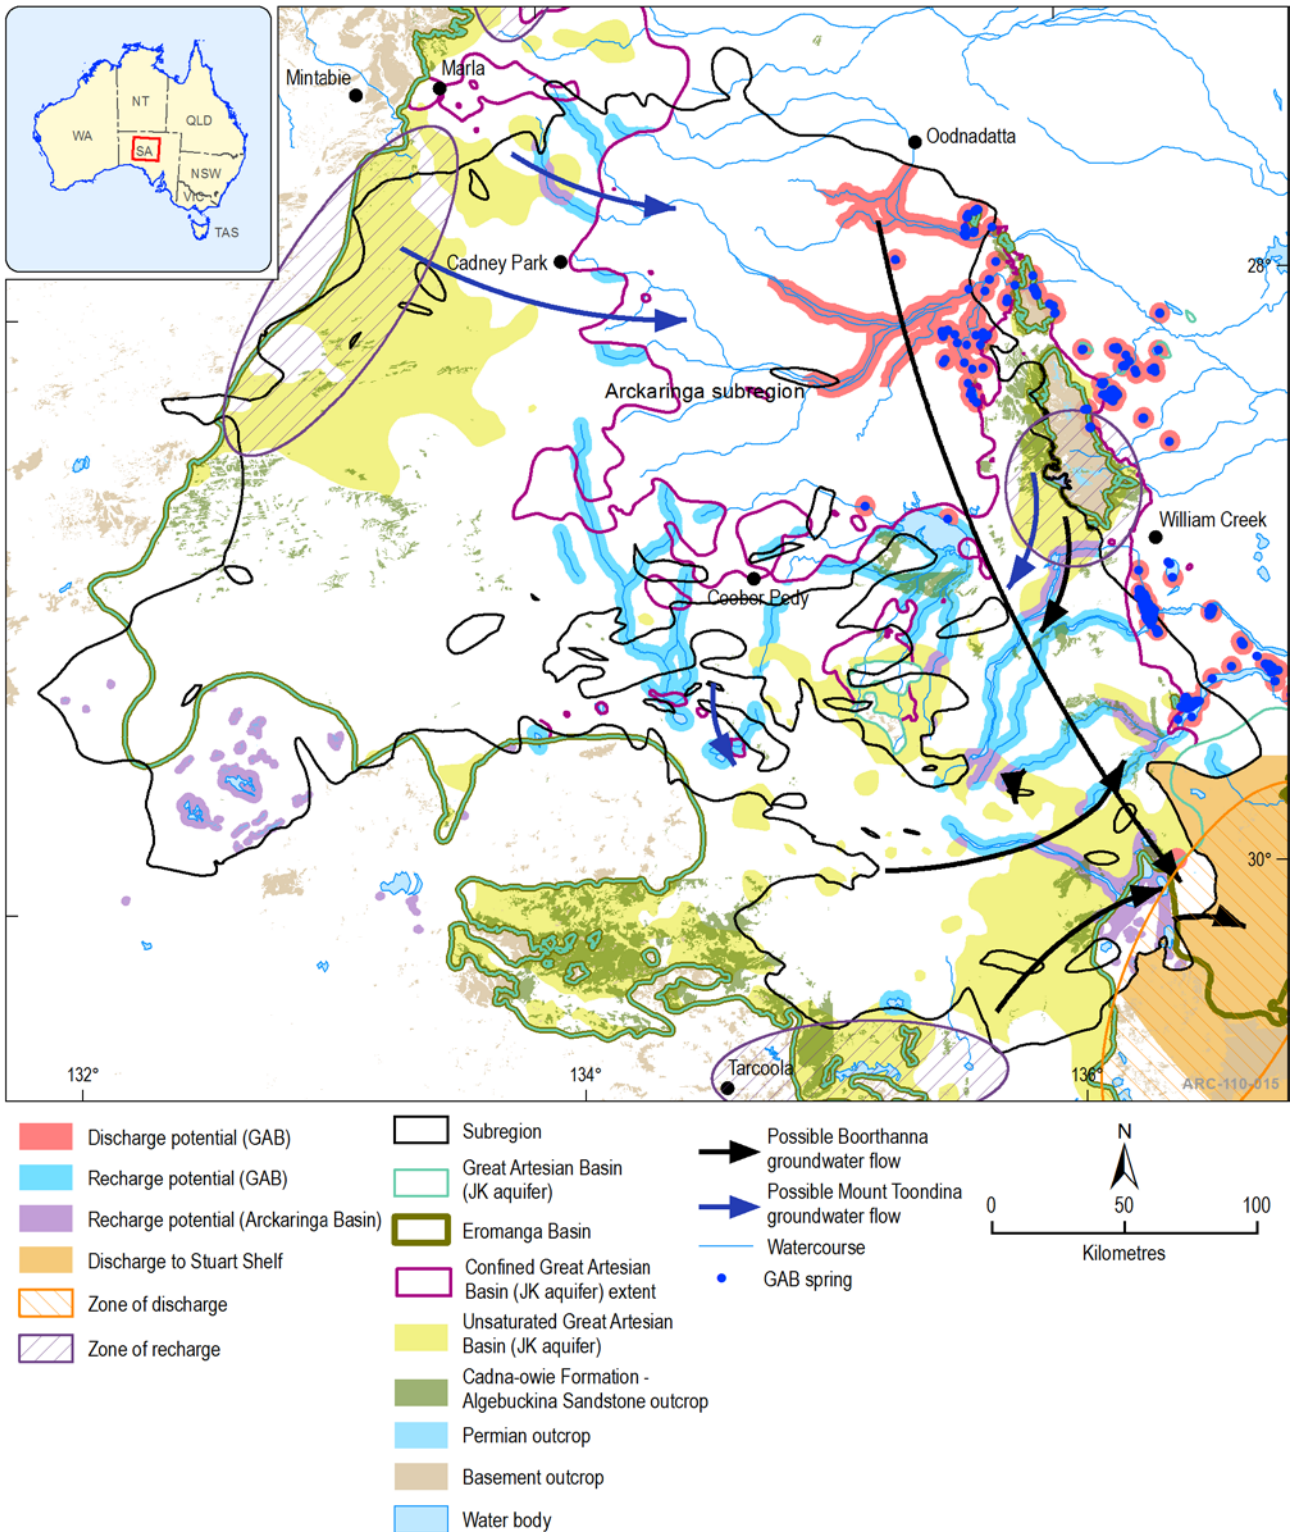 NT
QLD
WA
SA
NSW
VIC
TAS
Mintabie
Marla
Oodnadatta
Cadney Park
28°
Arckaringa subregion
William Creek
Coober Pedy
30°
Tarcoola
132
134
136°
ARC-110-015
Discharge potential (GAB)
Recharge potential (GAB)
Recharge potential (Arckaringa Basin)
Discharge to Stuart Shelf
Zone of discharge
Zone of recharge
Subregion
Great Artesian Basin
(JK aquifer)
Eromanga Basin
Confined Great Artesian
Basin (JK aquifer) extent
Unsaturated Great Artesian
Basin (JK aquifer)
Cadna-owie Formation -
Algebuckina Sandstone outcrop
Permian outcrop
Basement outcrop
Water body
Possible Boorthanna
groundwater flow
Possible Mount Toondina
groundwater flow
Watercourse
GAB spring
N
0 50 100
Kilometres